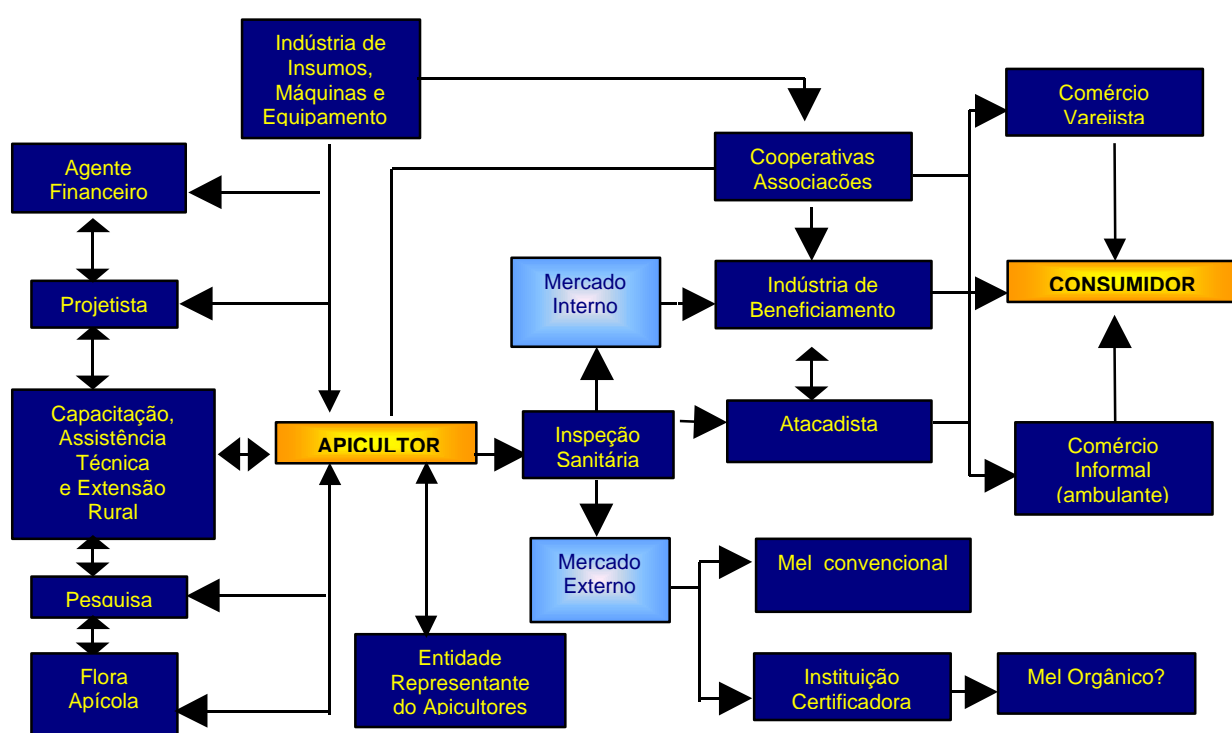 Indústria de
Insumos,
Máquinas e
Equipamento
Comércio
Varejista
Agente
Financeiro
Cooperativas
Associacões
Mercado
Interno
Indústria de
Beneficiamento
CONSUMIDOR
Projetista
Capacitação,
Assistência
Técnica
e Extensão
Rural
APICULTOR
Inspeção
Sanitária
Atacadista
Comércio
Informal
(ambulante)
Mercado
Externo
Mel convencional
Pesquisa
Flora
Apícola
Entidade
Representante
do Apicultores
Instituição
Certificadora
Mel Orgânico?